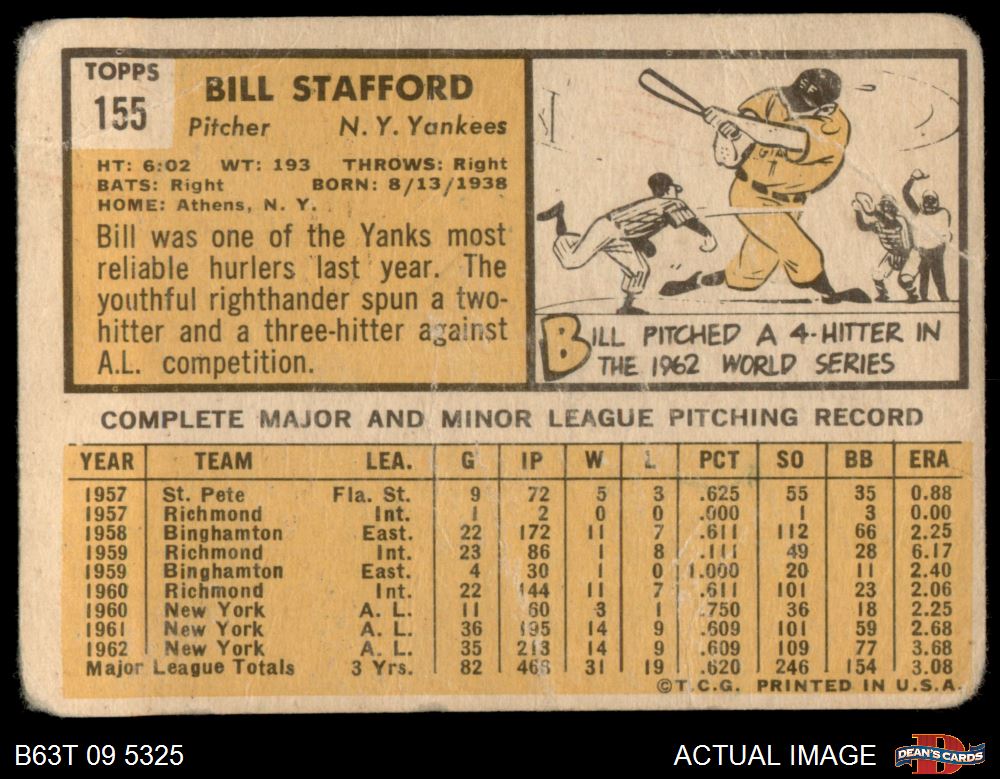 TOPPS
155
BILL STAFFORD
Pitcher N. Y. Yankees
HT: 6:02 WT: 193 THROWS: Right
BATS: Right BORN: 8/13/1938
HOME: Athens, N. Y.
Bill was one of the Yanks most
reliable hurlers last year. The
youthful righthander spun a two-
hitter and a three-hitter against
A.L. competition.
SF
GIA
BILL PITCHED A 4-HITTER IN
THE 1962 WORLD SERIES
COMPLETE MAJOR AND MINOR LEAGUE PITCHING RECORD
YEAR TEAM LEA. G IP W L PCT SO BB ERA
1957 St. Pete Fla. St. 9 72 5 3 .625 55 35 0.88
1957 Richmond Int. 1 2 0 0 .000 1 3 0.00
1958 Binghamton East. 22 172 11 7 .611 112 66 2.25
1959 Richmond Int. 23 86 1 8 .111 49 28 6.17
1959 Binghamton East. 4 30 1 0 1.000 20 11 2.40
1960 Richmond Int. 22 144 11 7 .611 101 23 2.06
1960 New York A. L. 11 60 3 1 .750 36 18 2.25
1961 New York A. L. 36 195 14 9 .609 101 59 2.68
1962 New York A. L. 35 213 14 9 .609 109 77 3.68
Major League Totals 3 Yrs. 82 468 31 19 .620 246 154 3.08
©T.C.G. PRINTED IN U.S.A.
B63T 09 5325
ACTUAL IMAGE
D
DEAN'S CARDS